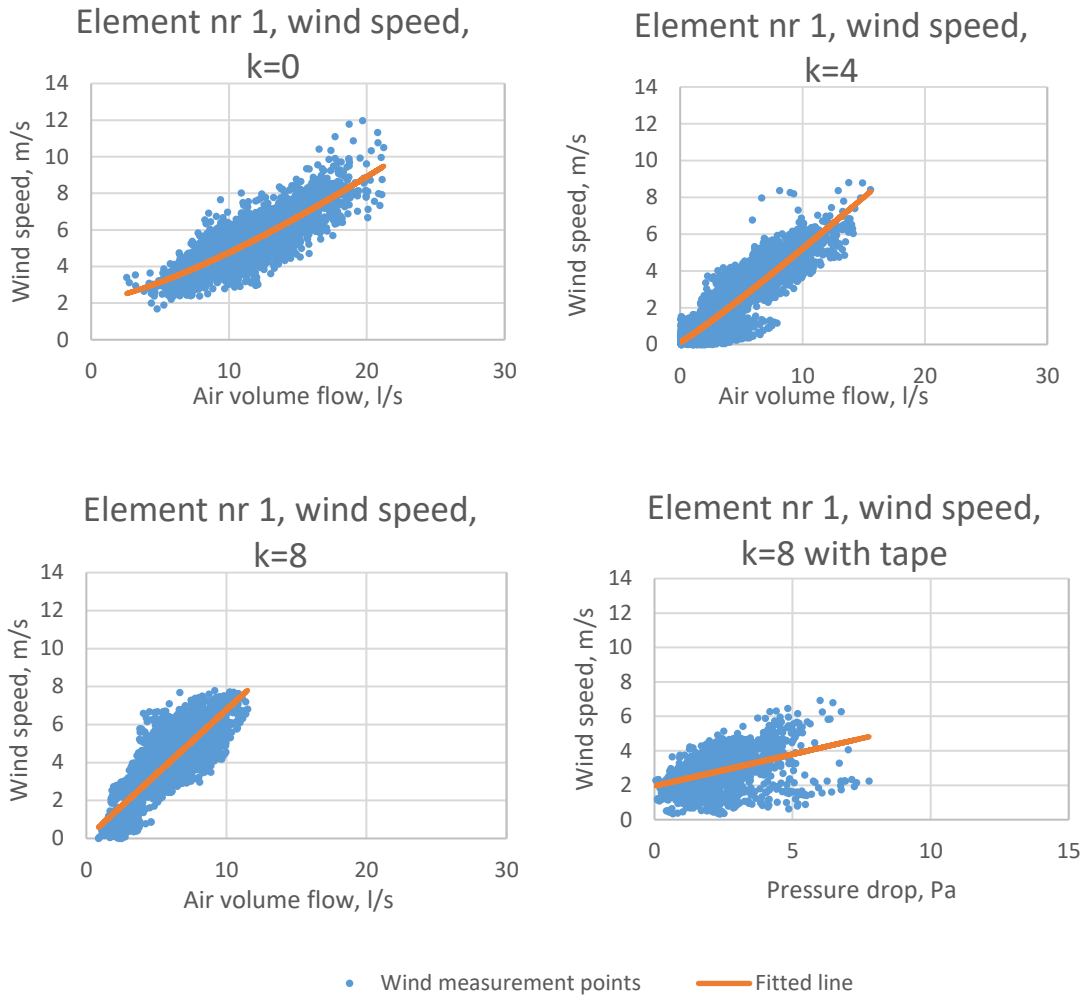 Element nr 1, wind speed,
k=0
14
12
10
8
6
4
2
0
Wind speed, m/s
0 10 20 30
Air volume flow, l/s
Element nr 1, wind speed,
k=4
14
12
10
8
6
4
2
0
Wind speed, m/s
0 10 20 30
Air volume flow, l/s
Element nr 1, wind speed,
k=8
14
12
10
8
6
4
2
0
Wind speed, m/s
0 10 20 30
Air volume flow, l/s
Element nr 1, wind speed,
k=8 with tape
14
12
10
8
6
4
2
0
Wind speed, m/s
0 5 10 15
Pressure drop, Pa
Wind measurement points Fitted line